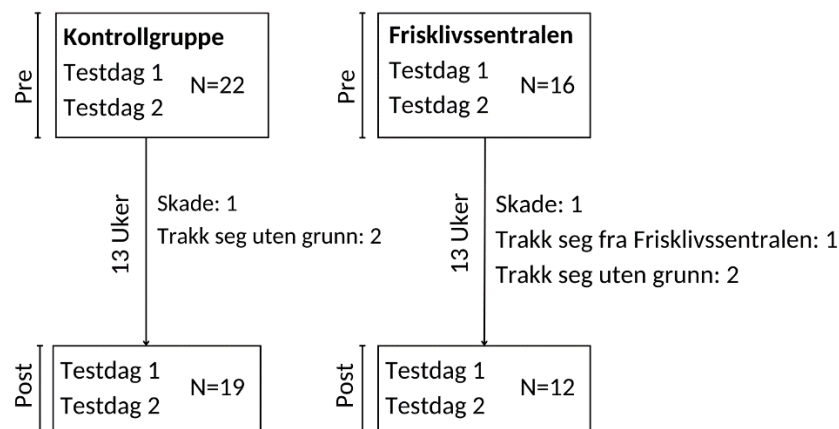 Pre
Kontrollgruppe
Testdag 1
Testdag 2
N=22
13 Uker
Skade: 1
Trakk seg uten grunn: 2
Post
Testdag 1
Testdag 2
N=19
Pre
Frisklivssentralen
Testdag 1
Testdag 2
N=16
13 Uker
Skade: 1
Trakk seg fra Frisklivssentralen: 1
Trakk seg uten grunn: 2
Post
Testdag 1
Testdag 2
N=12